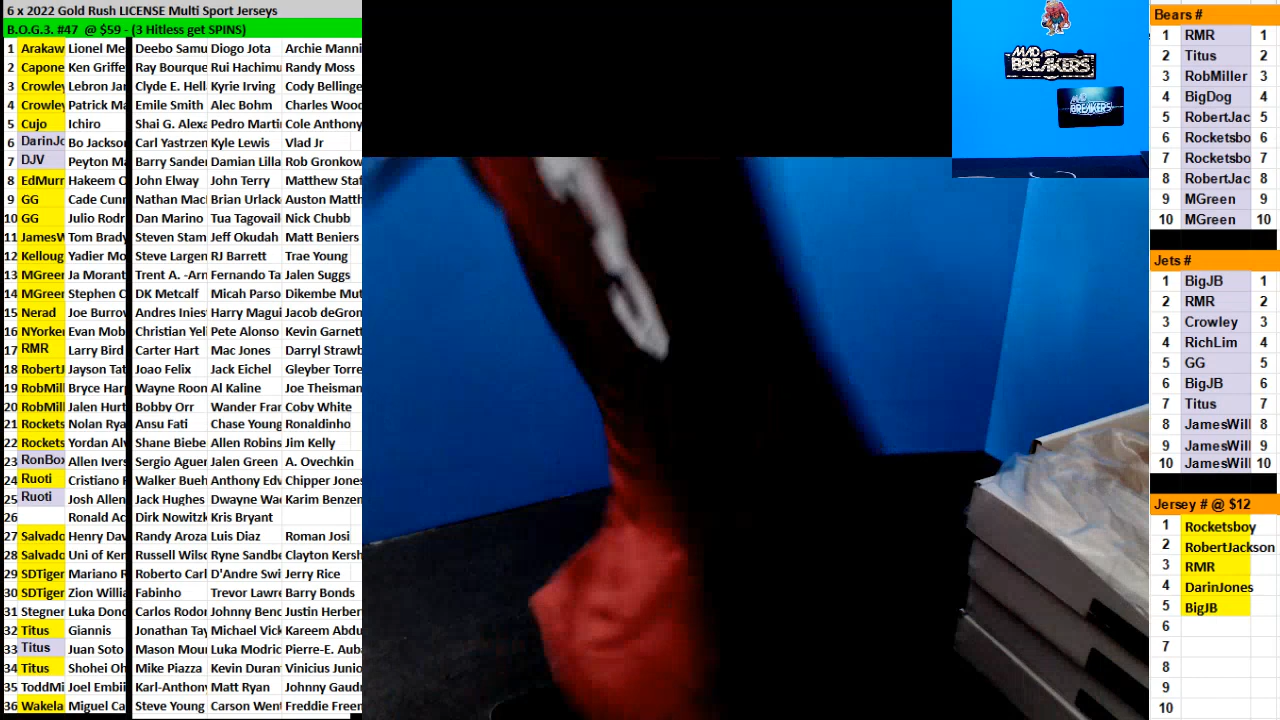 6 x 2022 Gold Rush LICENSE Multi Sport Jerseys
B.O.G.3. #47 @ $59 - (3 Hitless get SPINS)
1 Arakaw Lionel Me Deebo Samu Diogo Jota Archie Manni
2 Capone Ken Griffe Ray Bourque Rui Hachimu Randy Moss
3 Crowley Lebron Jar Clyde E. Hel Kyrie Irving Cody Bellinge
4 Crowley Patrick Ma Emile Smith Alec Bohm Charles Wood
5 Cujo Ichiro Shai G. Alexa Pedro Marti Cole Anthony
6 DarinJo Bo Jackson Carl Yastrzen Kyle Lewis Vlad Jr
7 DJV Peyton Ma Barry Sande Damian Lilla Rob Gronkow
8 EdMurr Hakeem O John Elway John Terry Matthew Staf
9 GG Cade Cunn Nathan Mac Brian Urlack Auston Matth
10 GG Julio Rodr Dan Marino Tua Tagovail Nick Chubb
11 JamesW Tom Brady Steven Stam Jeff Okudah Matt Beniers
12 Kelloug Yadier Mo Steve Largen RJ Barrett Trae Young
13 MGreen Ja Morant Trent A. -Arn Fernando Ta Jalen Suggs
14 MGreen Stephen C DK Metcalf Micah Parso Dikembe Mut
15 Nerad Joe Burrow Andres Inies Harry Magui Jacob deGron
16 NYorker Evan Mob Christian Yeli Pete Alonso Kevin Garnett
17 RMR Larry Bird Carter Hart Mac Jones Darryl Strawb
18 RobertJ Jayson Tat Joao Felix Jack Eichel Gleyber Torre
19 RobMill Bryce Harp Wayne Roon Al Kaline Joe Theisman
20 RobMill Jalen Hurt Bobby Orr Wander Fran Coby White
21 Rockets Nolan Rya Ansu Fati Chase Young Ronaldinho
22 Rockets Yordan Alv Shane Biebe Allen Robins Jim Kelly
23 RonBox Allen Ivers Sergio Aguer Jalen Green A. Ovechkin
24 Ruoti Cristiano F Walker Bueh Anthony Edw Chipper Jones
25 Ruoti Josh Allen Jack Hughes Dwayne Wad Karim Benzen
26 Ronald Ac Dirk Nowitzk Kris Bryant
27 Salvado Henry Dav Randy Aroza Luis Diaz Roman Josi
28 Salvado Uni of Ken Russell Wilso Ryne Sandbe Clayton Kersh
29 SDTiger Mariano R Roberto Carl D'Andre Swi Jerry Rice
30 SDTiger Zion Willia Fabinho Trevor Lawre Barry Bonds
31 Stegner Luka Donc Carlos Rodon Johnny Benc Justin Herber
32 Titus Giannis Jonathan Tay Michael Vick Kareem Abdu
33 Titus Juan Soto Mason Mour Luka Modric Pierre-E. Aub
34 Titus Shohei Oh Mike Piazza Kevin Duran Vinicius Junio
35 ToddMi Joel Embii Karl-Anthony Matt Ryan Johnny Gaudr
36 Wakela Miguel Ca Steve Young Carson Went Freddie Freer
MAD BREAKERS
MAD BREAKERS
Bears #
1 RMR 1
2 Titus 2
3 RobMiller 3
4 BigDog 4
5 RobertJac 5
6 Rocketsbo 6
7 Rocketsbo 7
8 RobertJac 8
9 MGreen 9
10 MGreen 10
Jets #
1 BigJB 1
2 RMR 2
3 Crowley 3
4 RichLim 4
5 GG 5
6 BigJB 6
7 Titus 7
8 JamesWill 8
9 JamesWill 9
10 JamesWill 10
Jersey # @ $12
1 Rocketsboy
2 RobertJackson
3 RMR
4 DarinJones
5 BigJB
6
7
8
9
10